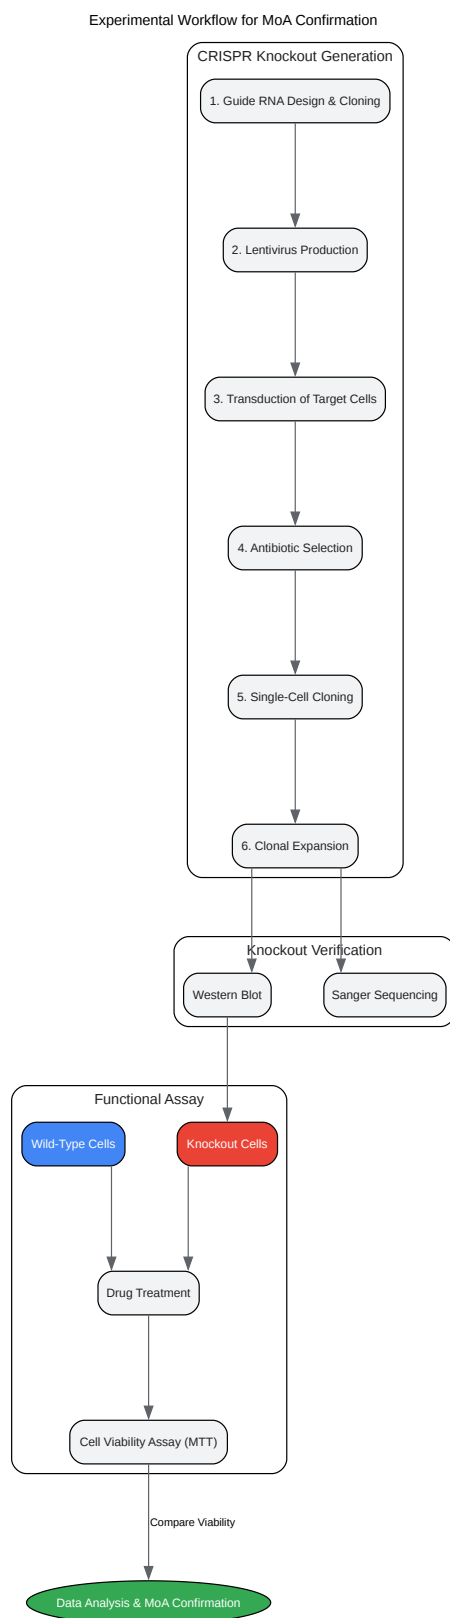 Experimental Workflow for MoA Confirmation
CRISPR Knockout Generation
1. Guide RNA Design & Cloning
2. Lentivirus Production
3. Transduction of Target Cells
4. Antibiotic Selection
5. Single-Cell Cloning
6. Clonal Expansion
Knockout Verification
Western Blot
Sanger Sequencing
Functional Assay
Wild-Type Cells
Knockout Cells
Drug Treatment
Cell Viability Assay (MTT)
Compare Viability
Data Analysis & MoA Confirmation